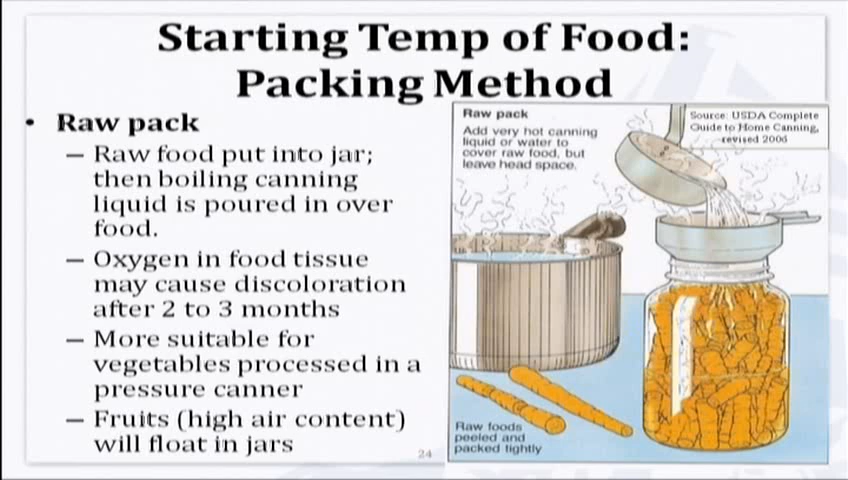 Starting Temp of Food:
Packing Method
• Raw pack
– Raw food put into jar;
then boiling canning
liquid is poured in over
food.
– Oxygen in food tissue
may cause discoloration
after 2 to 3 months
– More suitable for
vegetables processed in a
pressure canner
– Fruits (high air content)
will float in jars
Raw pack
Add very hot canning
liquid or water to
cover raw food, but
leave head space.
Source: USDA Complete
Guide to Home Canning,
revised 2006
Raw foods
peeled and
packed tightly
24